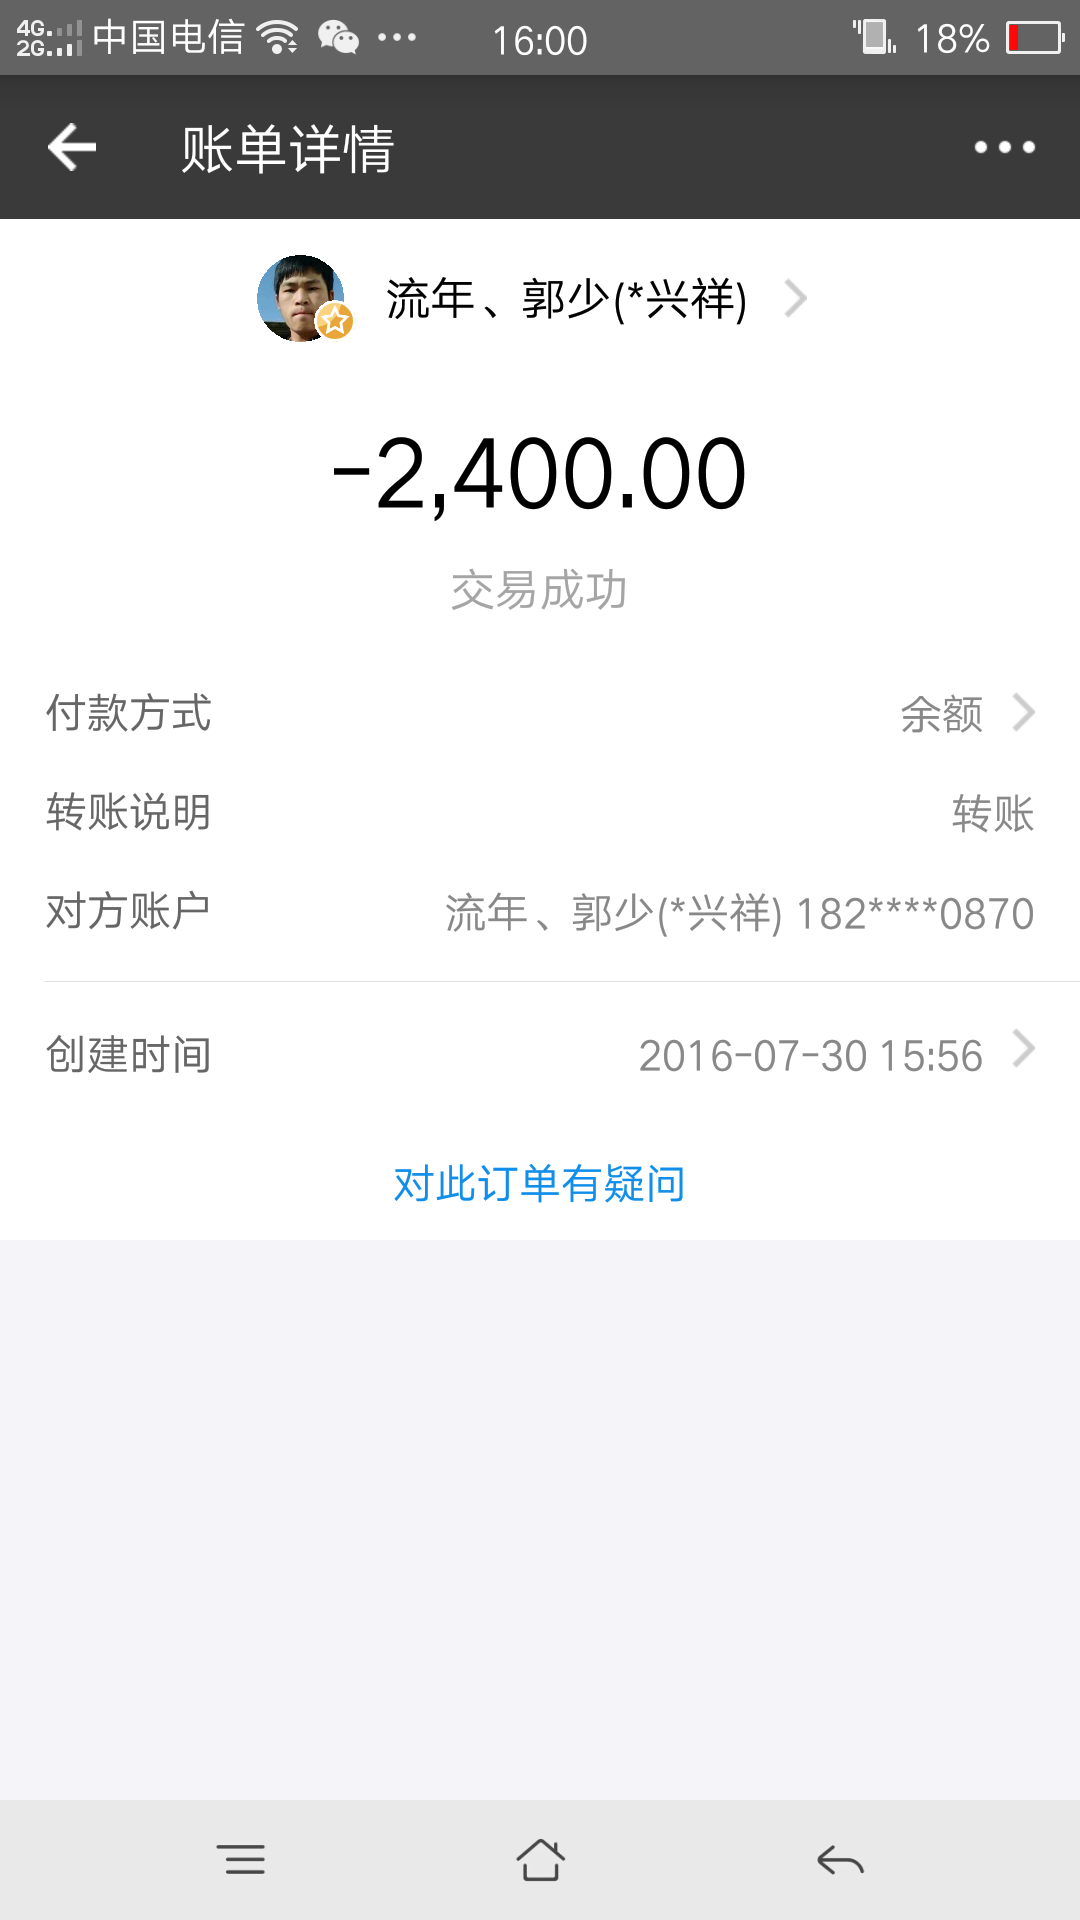 4G 2G 中国电信 16:00 18%
账单详情
流年、郭少(*兴祥)
-2,400.00
交易成功
付款方式 余额
转账说明 转账
对方账户 流年、郭少(*兴祥) 182****0870
创建时间 2016-07-30 15:56
对此订单有疑问